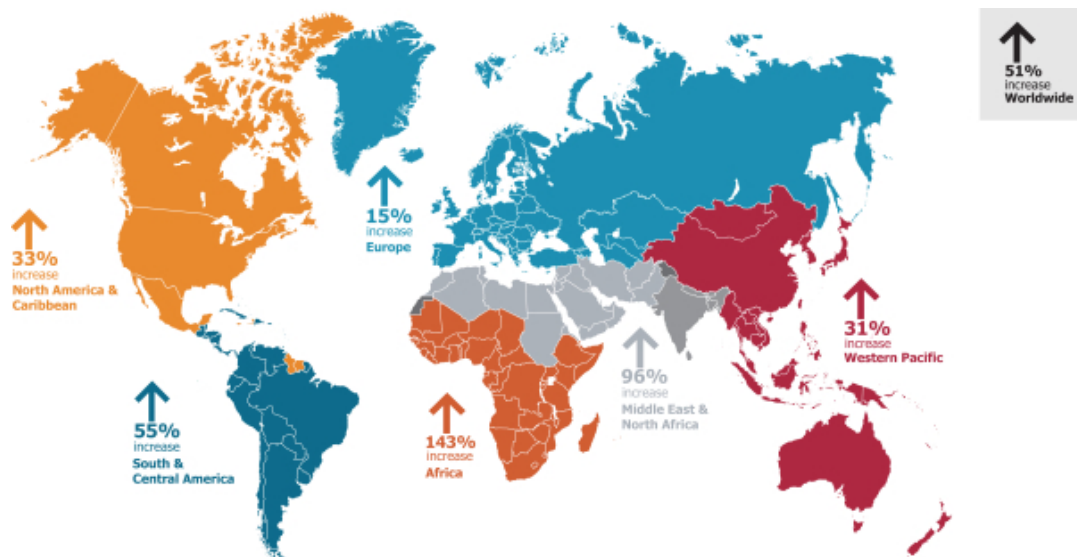 51%
increase
Worldwide
15%
increase
Europe
33%
increase
North America &
Caribbean
31%
increase
Western Pacific
96%
increase
Middle East &
North Africa
55%
increase
South &
Central America
143%
increase
Africa